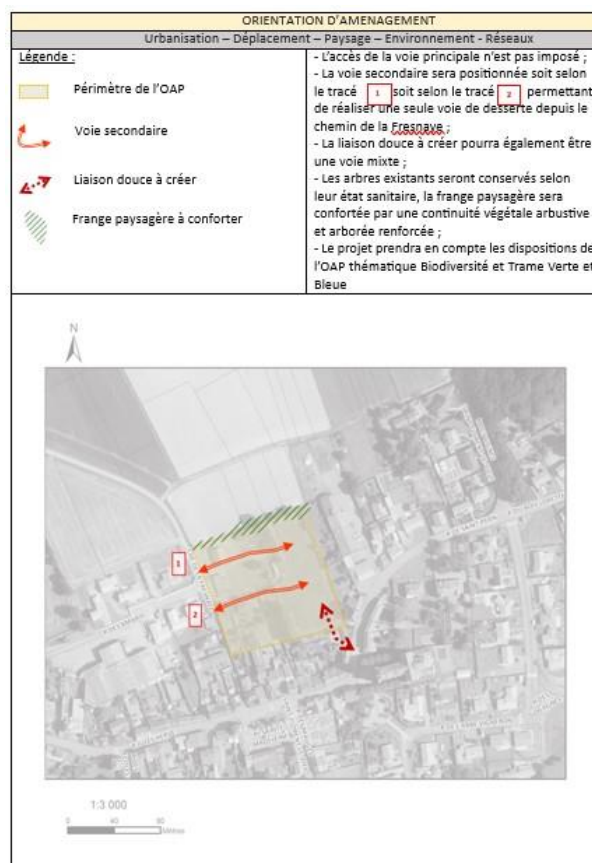 ORIENTATION D'AMENAGEMENT
Urbanisation – Déplacement – Paysage – Environnement - Réseaux
Légende :
Périmètre de l'OAP
Voie secondaire
Liaison douce à créer
Frange paysagère à conforter
- L'accès de la voie principale n'est pas imposé ;
- La voie secondaire sera positionnée soit selon
le tracé 1 soit selon le tracé 2 permettant
de réaliser une seule voie de desserte depuis le
chemin de la Fresnaye ;
- La liaison douce à créer pourra également être
une voie mixte ;
- Les arbres existants seront conservés selon
leur état sanitaire, la frange paysagère sera
confortée par une continuité végétale arbustive
et arborée renforcée ;
- Le projet prendra en compte les dispositions de
l'OAP thématique Biodiversité et Trame Verte et
Bleue
N
1
2
1:3 000
0 40 80
Mètres